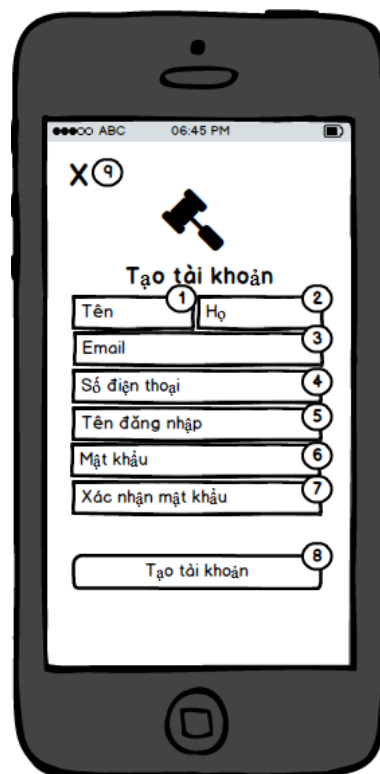 ABC 06:45 PM
X 9
Tạo tài khoản
Tên 1 Họ 2
Email 3
Số điện thoại 4
Tên đăng nhập 5
Mật khẩu 6
Xác nhận mật khẩu 7
Tạo tài khoản 8